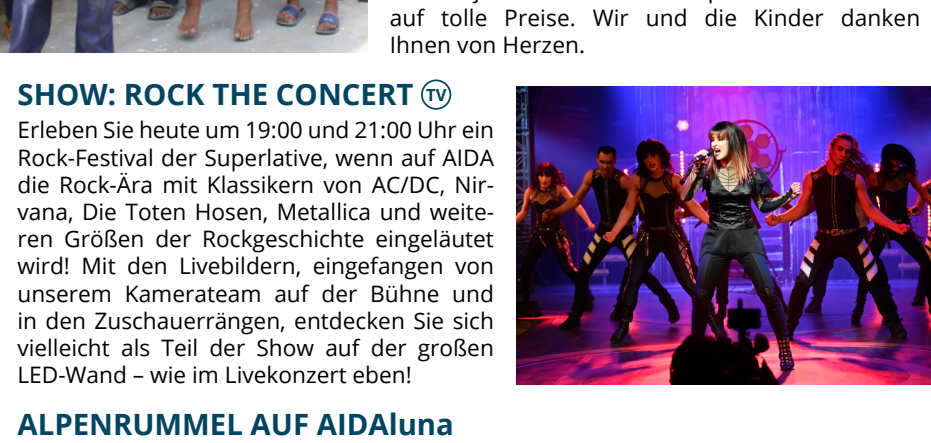 auf tolle Preise. Wir und die Kinder danken
Ihnen von Herzen.
SHOW: ROCK THE CONCERT TV
Erleben Sie heute um 19:00 und 21:00 Uhr ein
Rock-Festival der Superlative, wenn auf AIDA
die Rock-Ära mit Klassikern von AC/DC, Nir-
vana, Die Toten Hosen, Metallica und weite-
ren Größen der Rockgeschichte eingeläutet
wird! Mit den Livebildern, eingefangen von
unserem Kamerateam auf der Bühne und
in den Zuschauerrängen, entdecken Sie sich
vielleicht als Teil der Show auf der großen
LED-Wand – wie im Livekonzert eben!
ALPENRUMMEL AUF AIDAluna